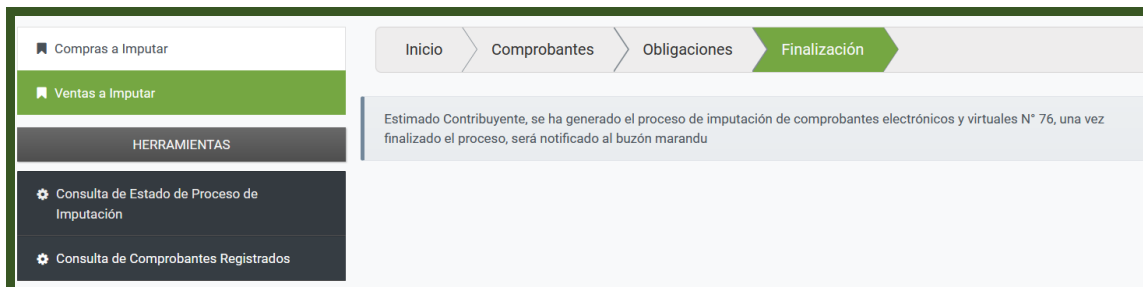 Compras a Imputar
Ventas a Imputar
HERRAMIENTAS
Consulta de Estado de Proceso de
Imputación
Consulta de Comprobantes Registrados
Inicio Comprobantes Obligaciones Finalización
Estimado Contribuyente, se ha generado el proceso de imputación de comprobantes electrónicos y virtuales N° 76, una vez
finalizado el proceso, será notificado al buzón marandu